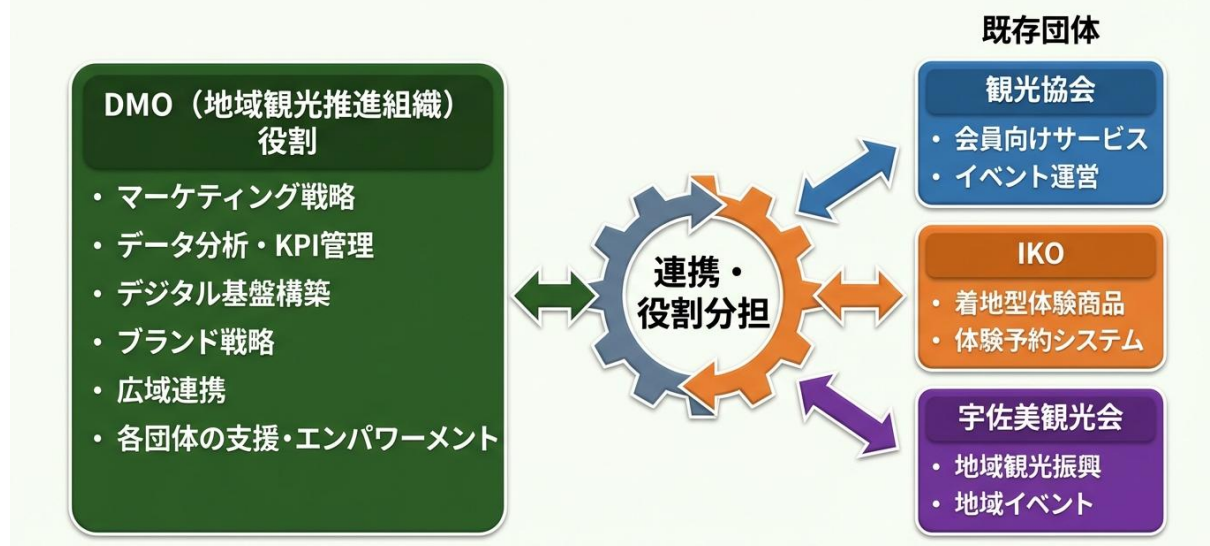 DMO（地域観光推進組織）
役割
・ マーケティング戦略
・ データ分析・KPI管理
・ デジタル基盤構築
・ ブランド戦略
・ 広域連携
・ 各団体の支援・エンパワーメント
連携・
役割分担
既存団体
観光協会
・ 会員向けサービス
・ イベント運営
IKO
・ 着地型体験商品
・ 体験予約システム
宇佐美観光会
・ 地域観光振興
・ 地域イベント